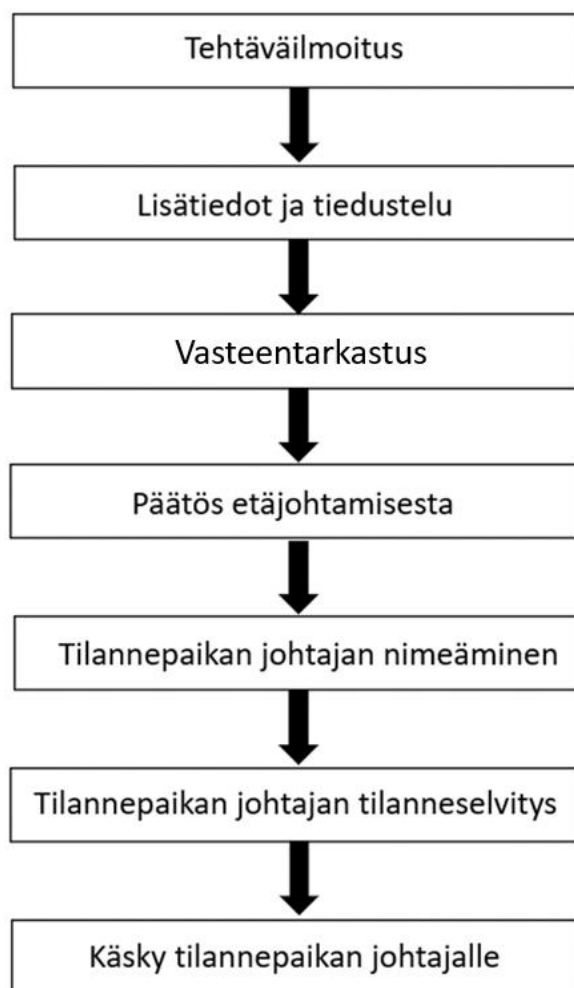 Tehtäväilmoitus
Lisätiedot ja tiedustelu
Vasteentarkastus
Päätös etäjohtamisesta
Tilannepaikan johtajan nimeäminen
Tilannepaikan johtajan tilanneselvitys
Käsky tilannepaikan johtajalle